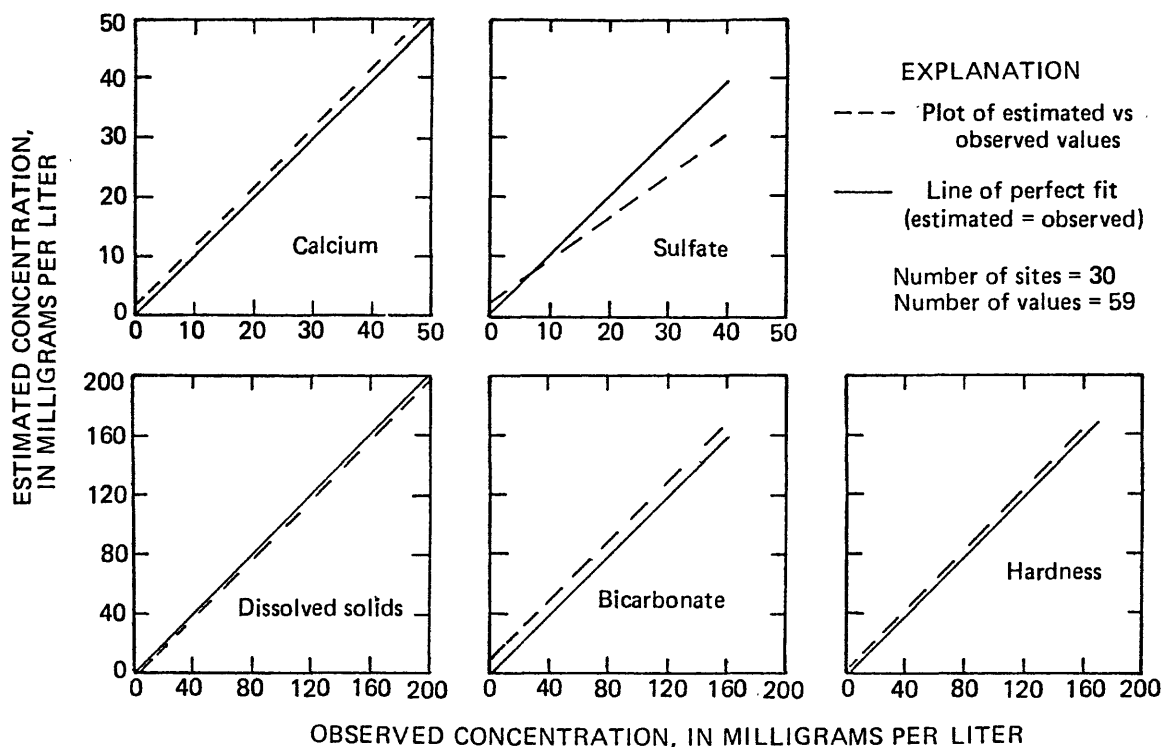 ESTIMATED CONCENTRATION,
IN MILLIGRAMS PER LITER
50
40
30
20
10
0
Calcium
0 10 20 30 40 50
Sulfate
0 10 20 30 40 50
EXPLANATION
Plot of estimated vs
observed values
Line of perfect fit
(estimated = observed)
Number of sites = 30
Number of values = 59
200
160
120
80
40
0
Dissolved solids
0 40 80 120 160 200
Bicarbonate
0 40 80 120 160 200
Hardness
0 40 80 120 160 200
OBSERVED CONCENTRATION, IN MILLIGRAMS PER LITER